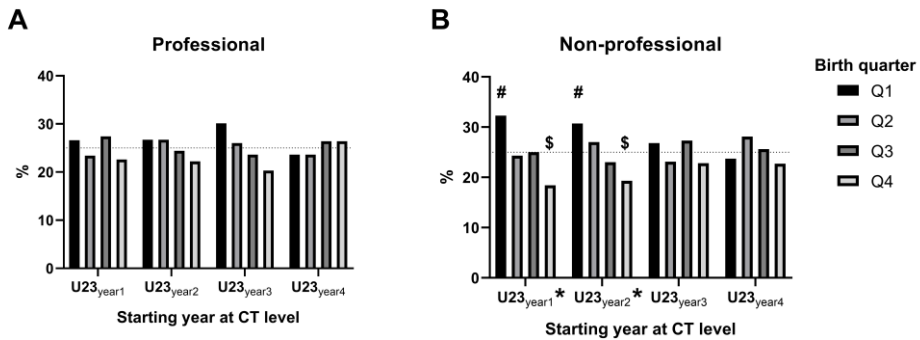 A
Professional
40
30
20
10
0
%
U23year1
U23year2
U23year3
U23year4
Starting year at CT level
B
Non-professional
40
30
20
10
0
%
#
#
$
$
U23year1*
U23year2*
U23year3
U23year4
Starting year at CT level
Birth quarter
Q1
Q2
Q3
Q4